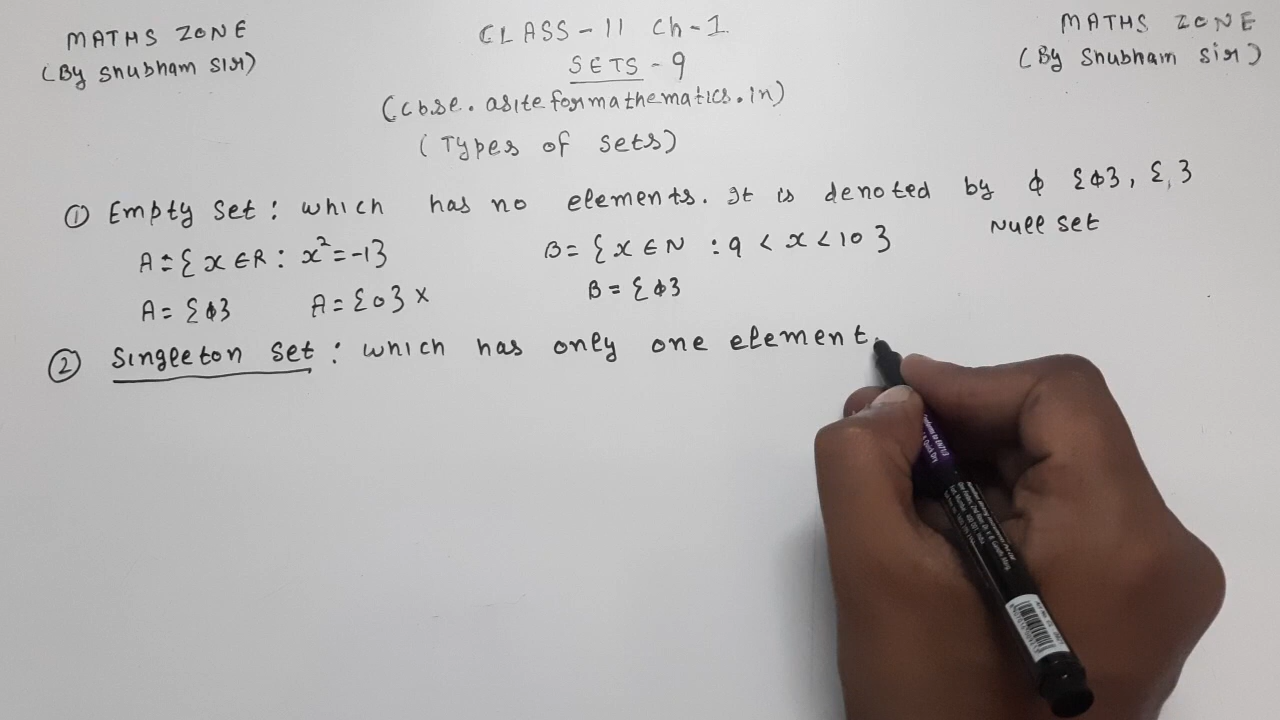 MATHS ZONE
(By Shubham Sir)
CLASS - 11 Ch - 1
SETS - 9
(cbse.asiteformathematics.in)
(Types of sets)
MATHS ZONE
(By Shubham Sir)
① Empty set : which has no elements. It is denoted by ϕ {ϕ}, { }
Null set
A = {x ∈ R : x² = -1} B = {x ∈ N : 9 < x < 10}
A = {ϕ} A = {0} × B = {ϕ}
② Singleton set : which has only one element.